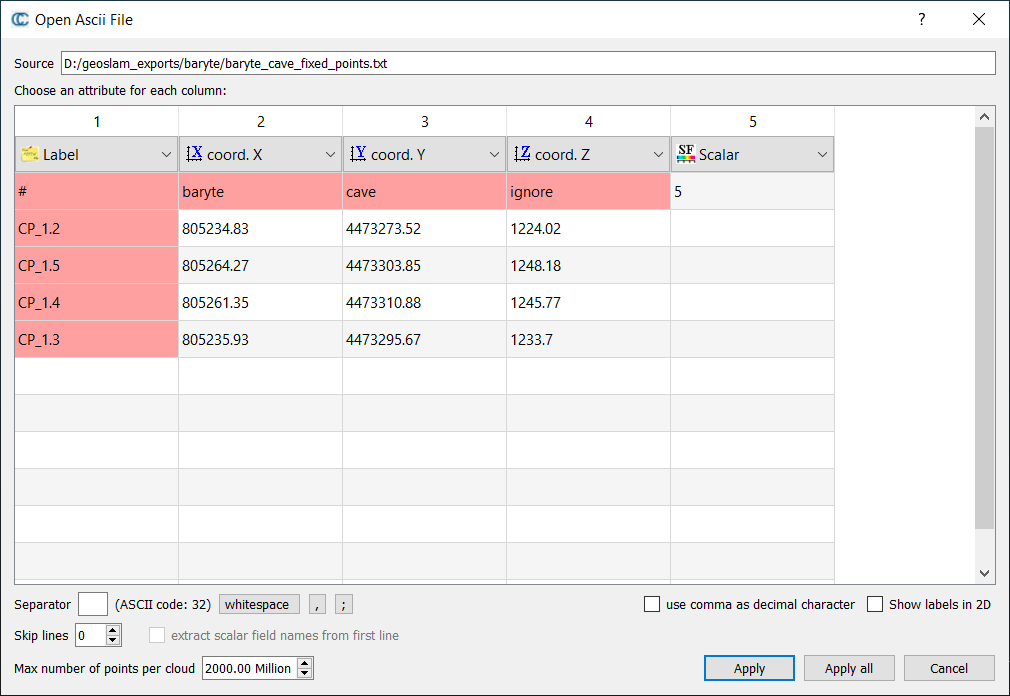 Open Ascii File
Source D:/geoslam_exports/baryte/baryte_cave_fixed_points.txt
Choose an attribute for each column:
1 2 3 4 5
Label coord. X coord. Y coord. Z Scalar
# baryte cave ignore 5
CP_1.2 805234.83 4473273.52 1224.02
CP_1.5 805264.27 4473303.85 1248.18
CP_1.4 805261.35 4473310.88 1245.77
CP_1.3 805235.93 4473295.67 1233.7
Separator (ASCII code: 32) whitespace , ; use comma as decimal character Show labels in 2D
Skip lines 0 extract scalar field names from first line
Max number of points per cloud 2000.00 Million Apply Apply all Cancel